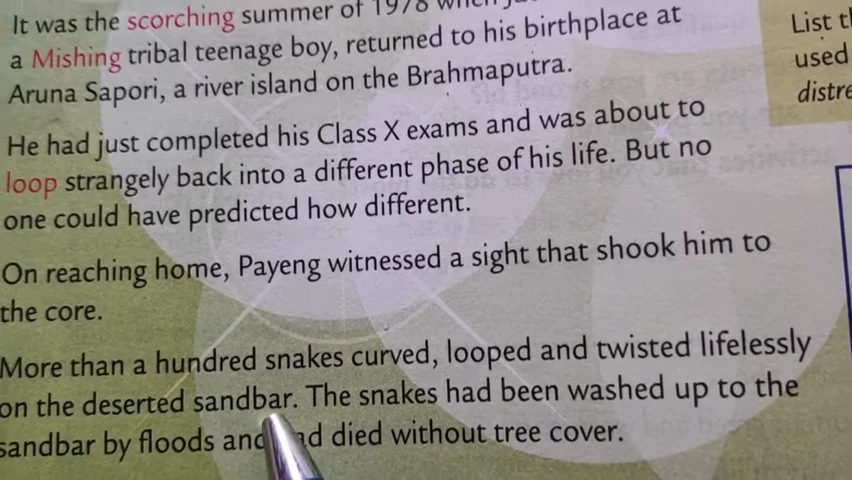 It was the scorching summer of 1978 when
a Mishing tribal teenage boy, returned to his birthplace at
Aruna Sapori, a river island on the Brahmaputra.
He had just completed his Class X exams and was about to
loop strangely back into a different phase of his life. But no
one could have predicted how different.
On reaching home, Payeng witnessed a sight that shook him to
the core.
More than a hundred snakes curved, looped and twisted lifelessly
on the deserted sandbar. The snakes had been washed up to the
sandbar by floods and died without tree cover.
List
used